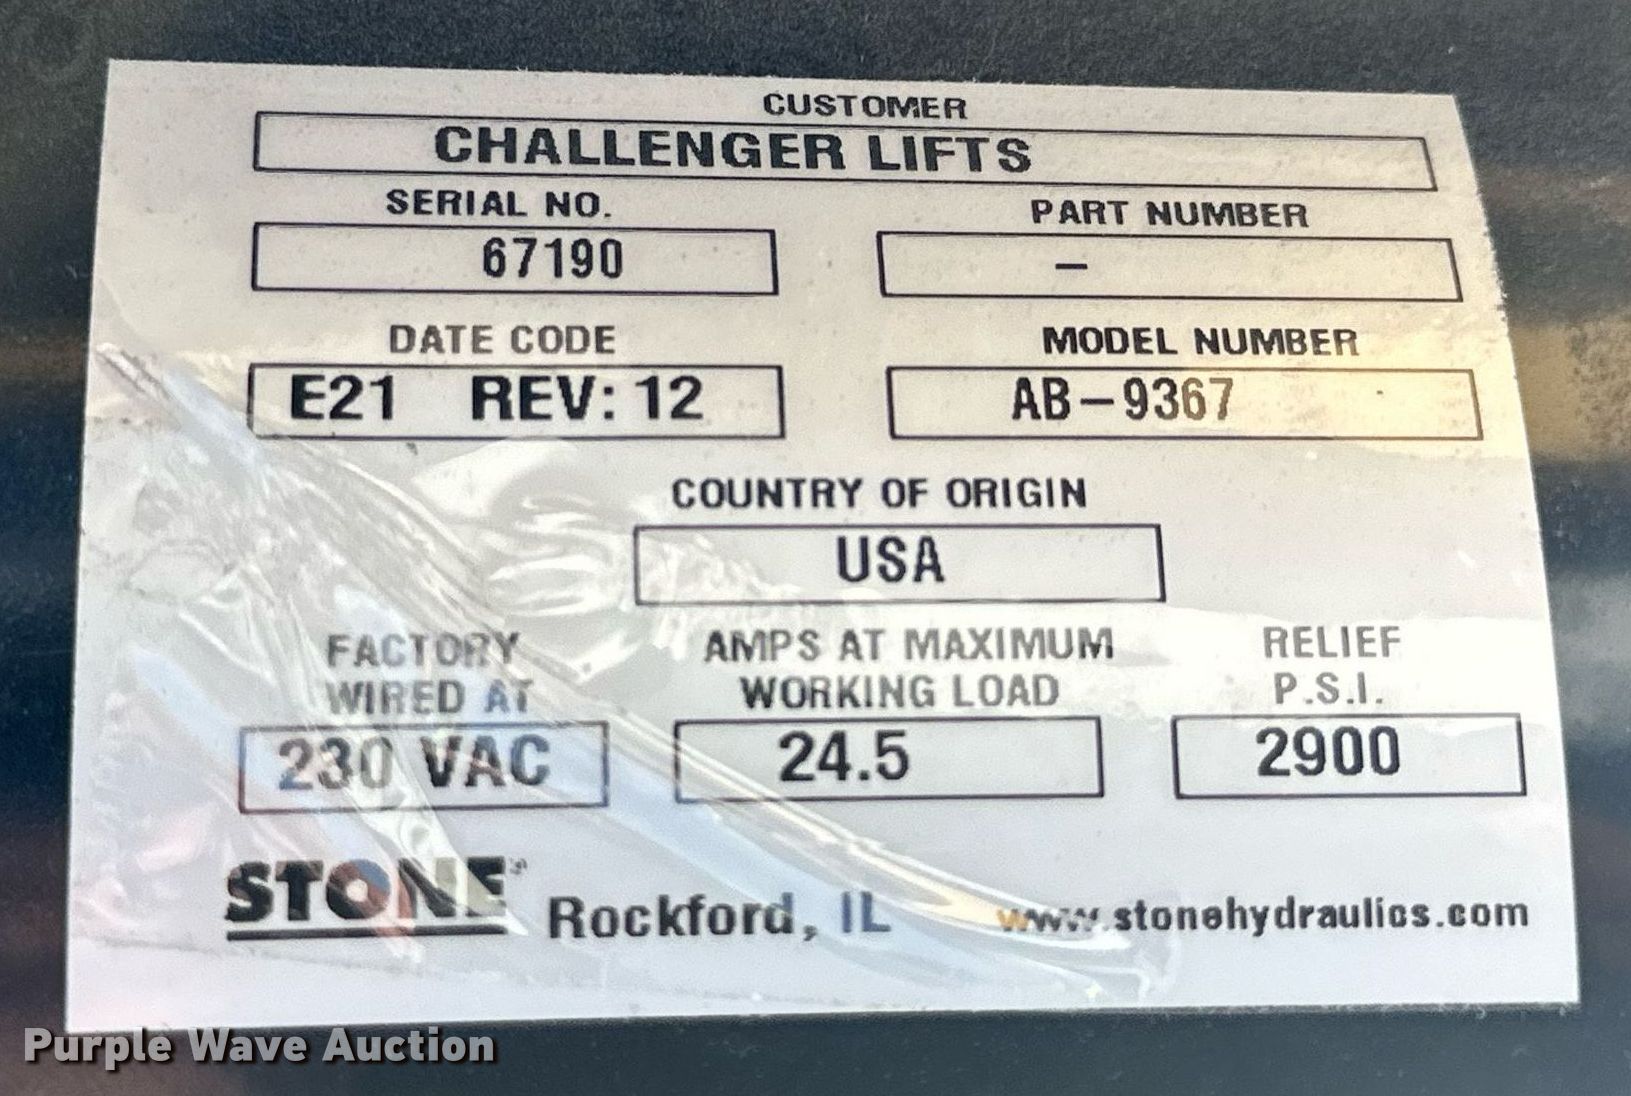 CUSTOMER
CHALLENGER LIFTS
SERIAL NO.
67190
PART NUMBER
–
DATE CODE
E21 REV: 12
MODEL NUMBER
AB–9367
COUNTRY OF ORIGIN
USA
FACTORY
WIRED AT
230 VAC
AMPS AT MAXIMUM
WORKING LOAD
24.5
RELIEF
P.S.I.
2900
STONE
Rockford, IL
www.stonehydraulics.com
Purple Wave Auction